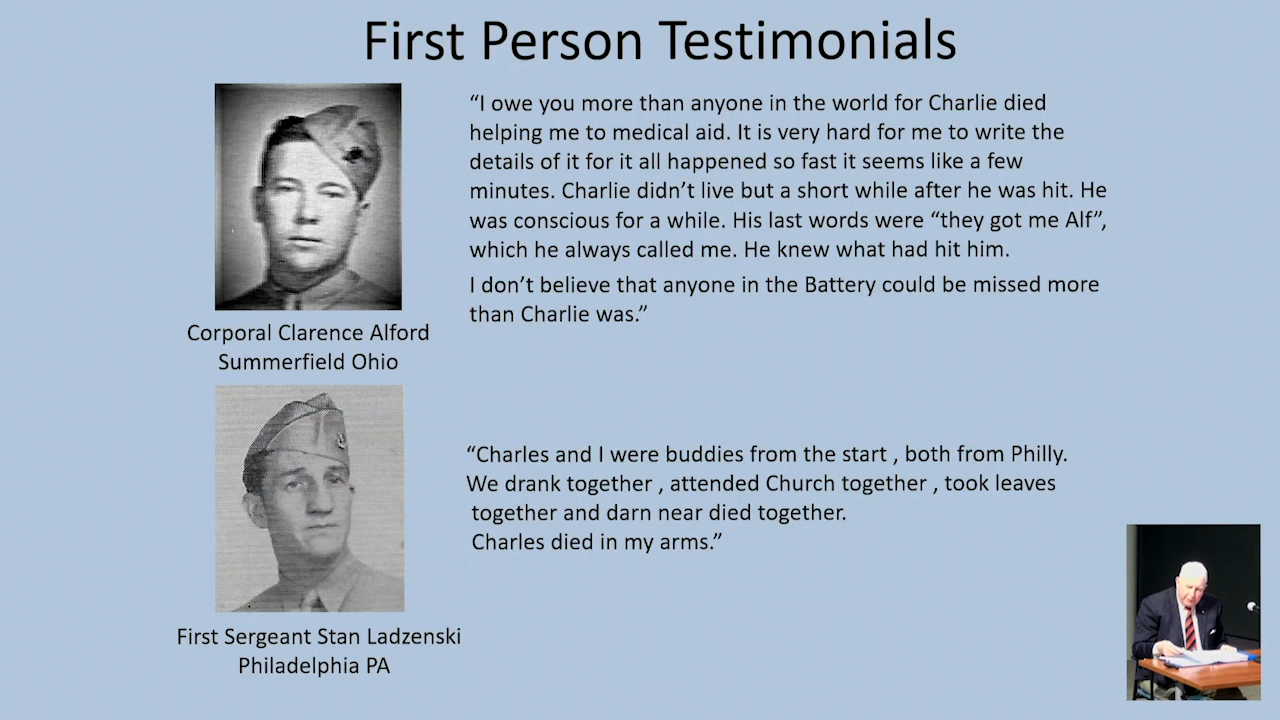 First Person Testimonials
“I owe you more than anyone in the world for Charlie died
helping me to medical aid. It is very hard for me to write the
details of it for it all happened so fast it seems like a few
minutes. Charlie didn’t live but a short while after he was hit. He
was conscious for a while. His last words were “they got me Alf”,
which he always called me. He knew what had hit him.
I don’t believe that anyone in the Battery could be missed more
than Charlie was.”
Corporal Clarence Alford
Summerfield Ohio
“Charles and I were buddies from the start , both from Philly.
We drank together , attended Church together , took leaves
together and darn near died together.
Charles died in my arms.”
First Sergeant Stan Ladzenski
Philadelphia PA